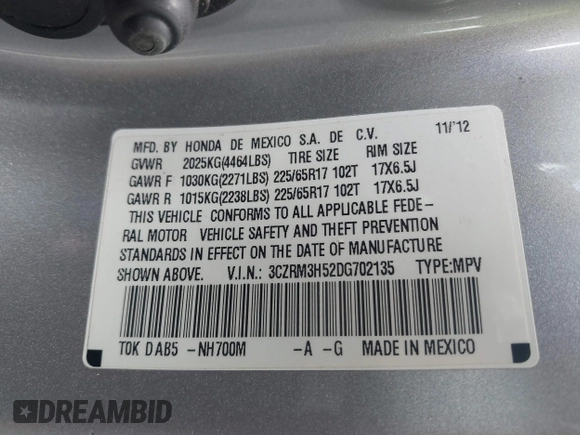 MFD. BY HONDA DE MEXICO S.A. DE C.V. 11/'12
GVWR 2025KG(4464LBS) TIRE SIZE RIM SIZE
GAWR F 1030KG(2271LBS) 225/65R17 102T 17X6.5J
GAWR R 1015KG(2238LBS) 225/65R17 102T 17X6.5J
THIS VEHICLE CONFORMS TO ALL APPLICABLE FEDE-
RAL MOTOR VEHICLE SAFETY AND THEFT PREVENTION
STANDARDS IN EFFECT ON THE DATE OF MANUFACTURE
SHOWN ABOVE. V.I.N.: 3CZRM3H52DG702135 TYPE:MPV
T0K D AB5 -NH700M -A -G MADE IN MEXICO
DREAMBID